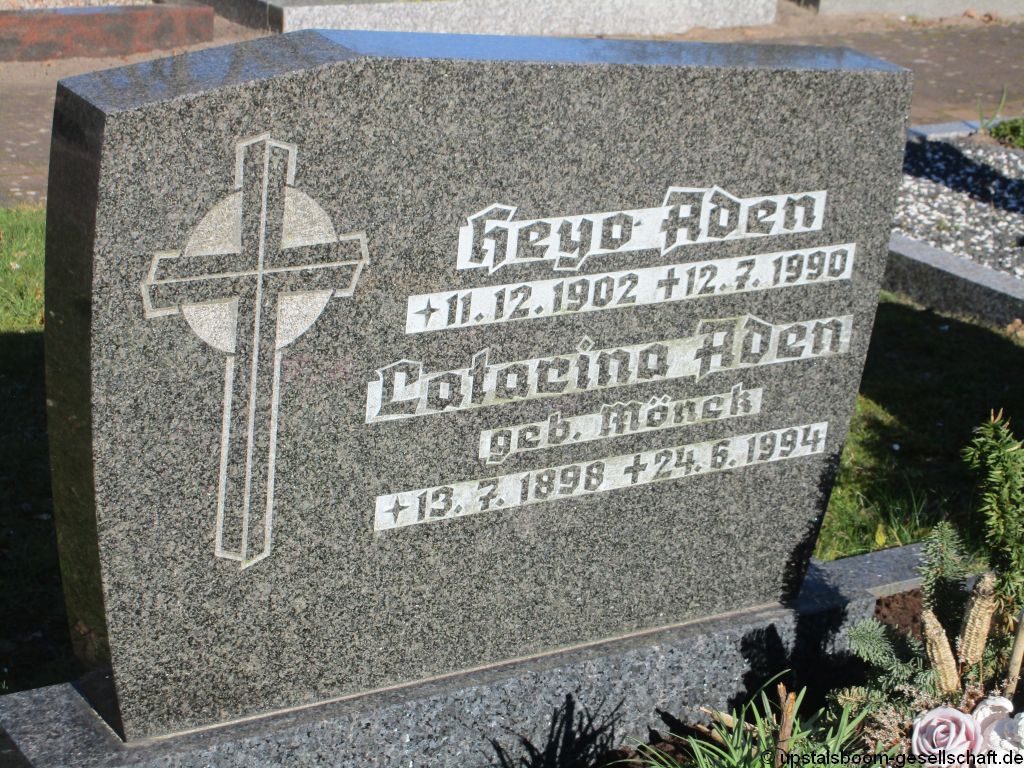 Heyo Aden
11.12.1902 12.7.1990
Catarina Aden
geb. Mönck
13.7.1898 24.6.1994
© upstalsboom-gesellschaft.de